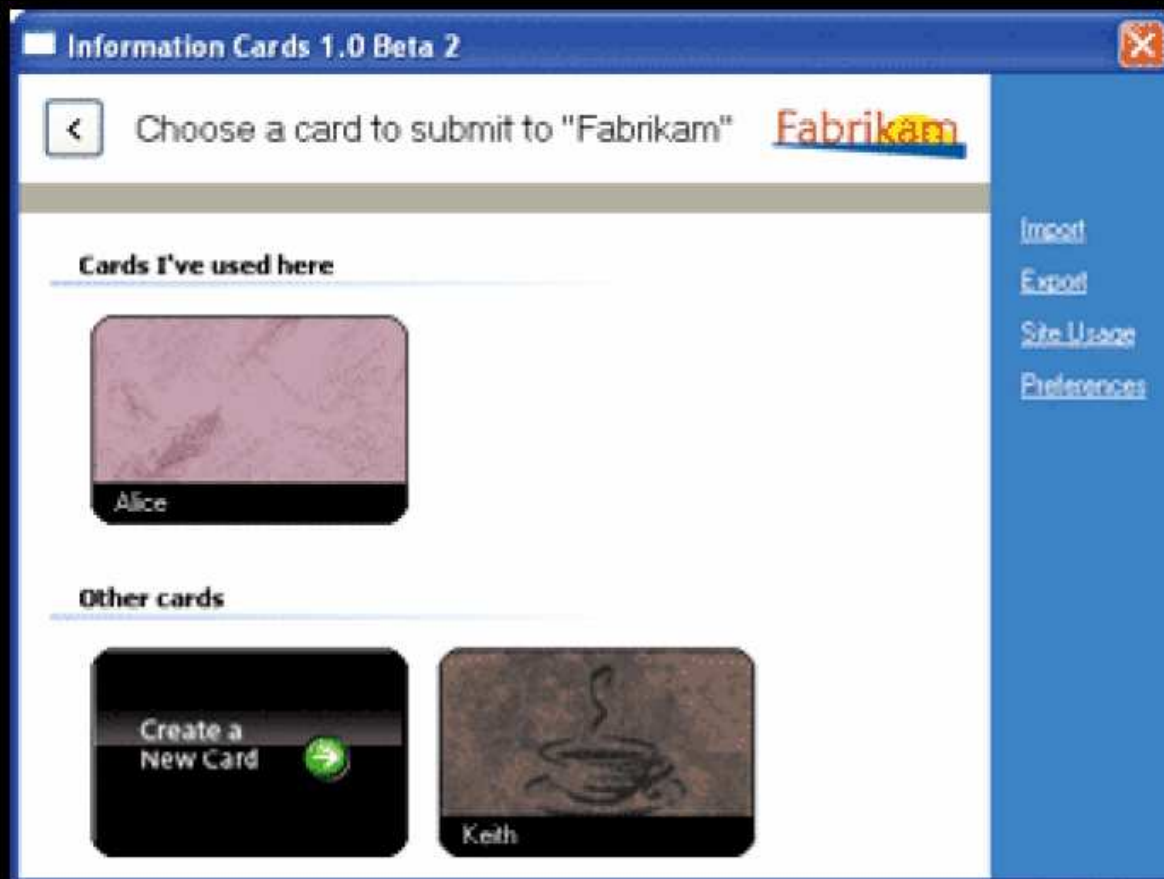 Information Cards 1.0 Beta 2
<
Choose a card to submit to "Fabrikam"
Fabrikam
Import
Export
Site Usage
Preferences
Cards I've used here
Alice
Other cards
Create a
New Card
Keith